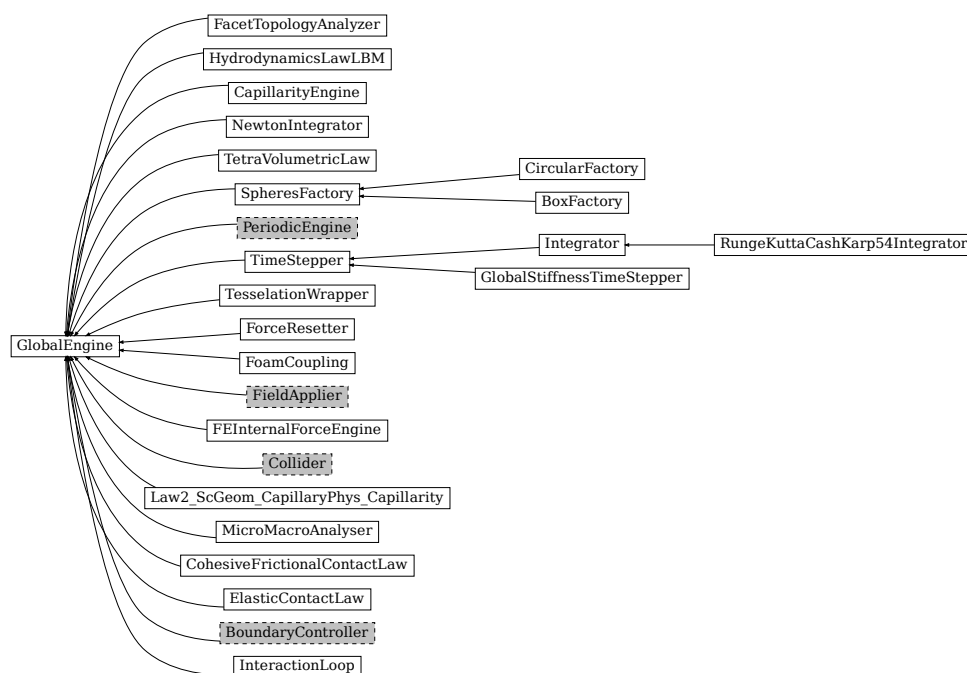 FacetTopologyAnalyzer
HydrodynamicsLawLBM
CapillarityEngine
NewtonIntegrator
TetraVolumetricLaw
CircularFactory
SpheresFactory
BoxFactory
PeriodicEngine
Integrator
RungeKuttaCashKarp54Integrator
TimeStepper
GlobalStiffnessTimeStepper
TesselationWrapper
ForceResetter
GlobalEngine
FoamCoupling
FieldApplier
FEInternalForceEngine
Collider
Law2_ScGeom_CapillaryPhys_Capillarity
MicroMacroAnalyser
CohesiveFrictionalContactLaw
ElasticContactLaw
BoundaryController
InteractionLoop